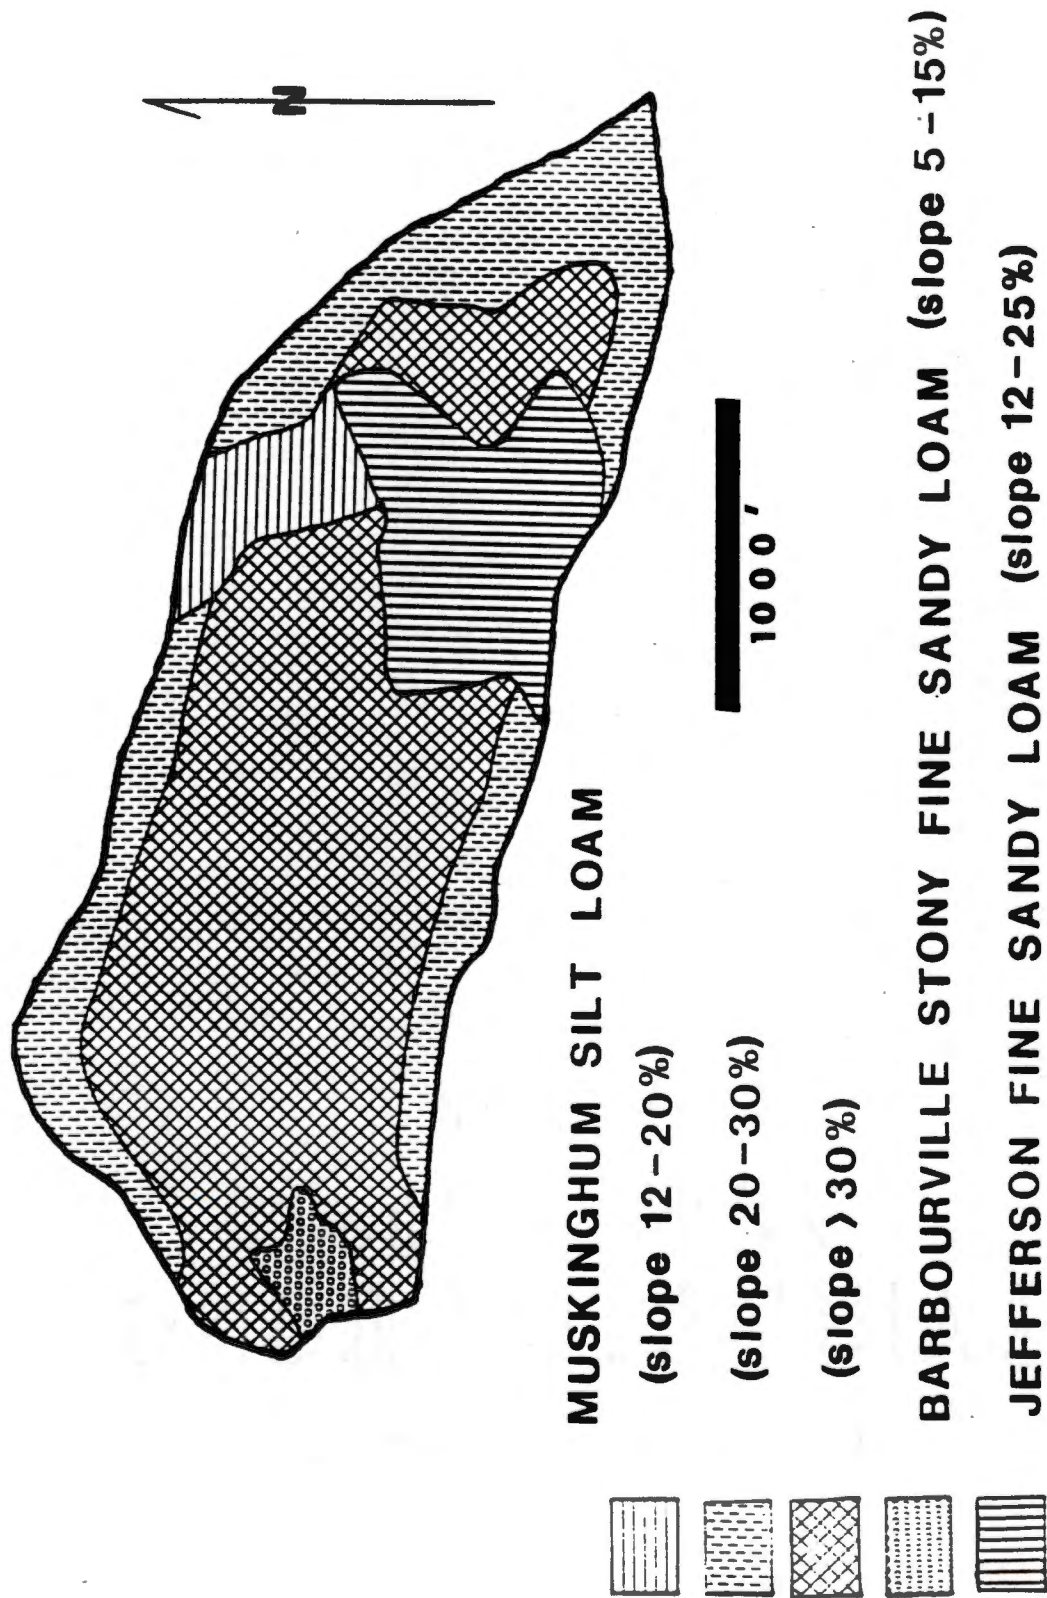 N
1000'
MUSKINGHUM SILT LOAM
(slope 12-20%)
(slope 20-30%)
(slope > 30%)
BARBOURVILLE STONY FINE SANDY LOAM (slope 5-15%)
JEFFERSON FINE SANDY LOAM (slope 12-25%)